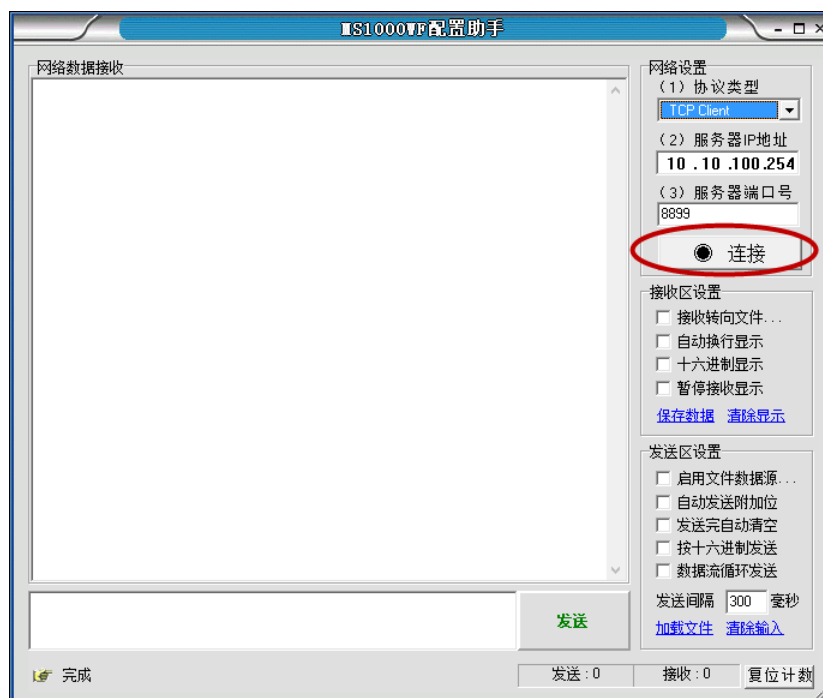 MS1000WF配置助手
网络数据接收
网络设置
（1）协议类型
TCP Client
（2）服务器IP地址
10 . 10 .100.254
（3）服务器端口号
8899
连接
接收区设置
接收转向文件...
自动换行显示
十六进制显示
暂停接收显示
保存数据 清除显示
发送区设置
启用文件数据源...
自动发送附加位
发送完自动清空
按十六进制发送
数据流循环发送
发送间隔 300 毫秒
加载文件 清除输入
发送
完成
发送 : 0 接收 : 0 复位计数